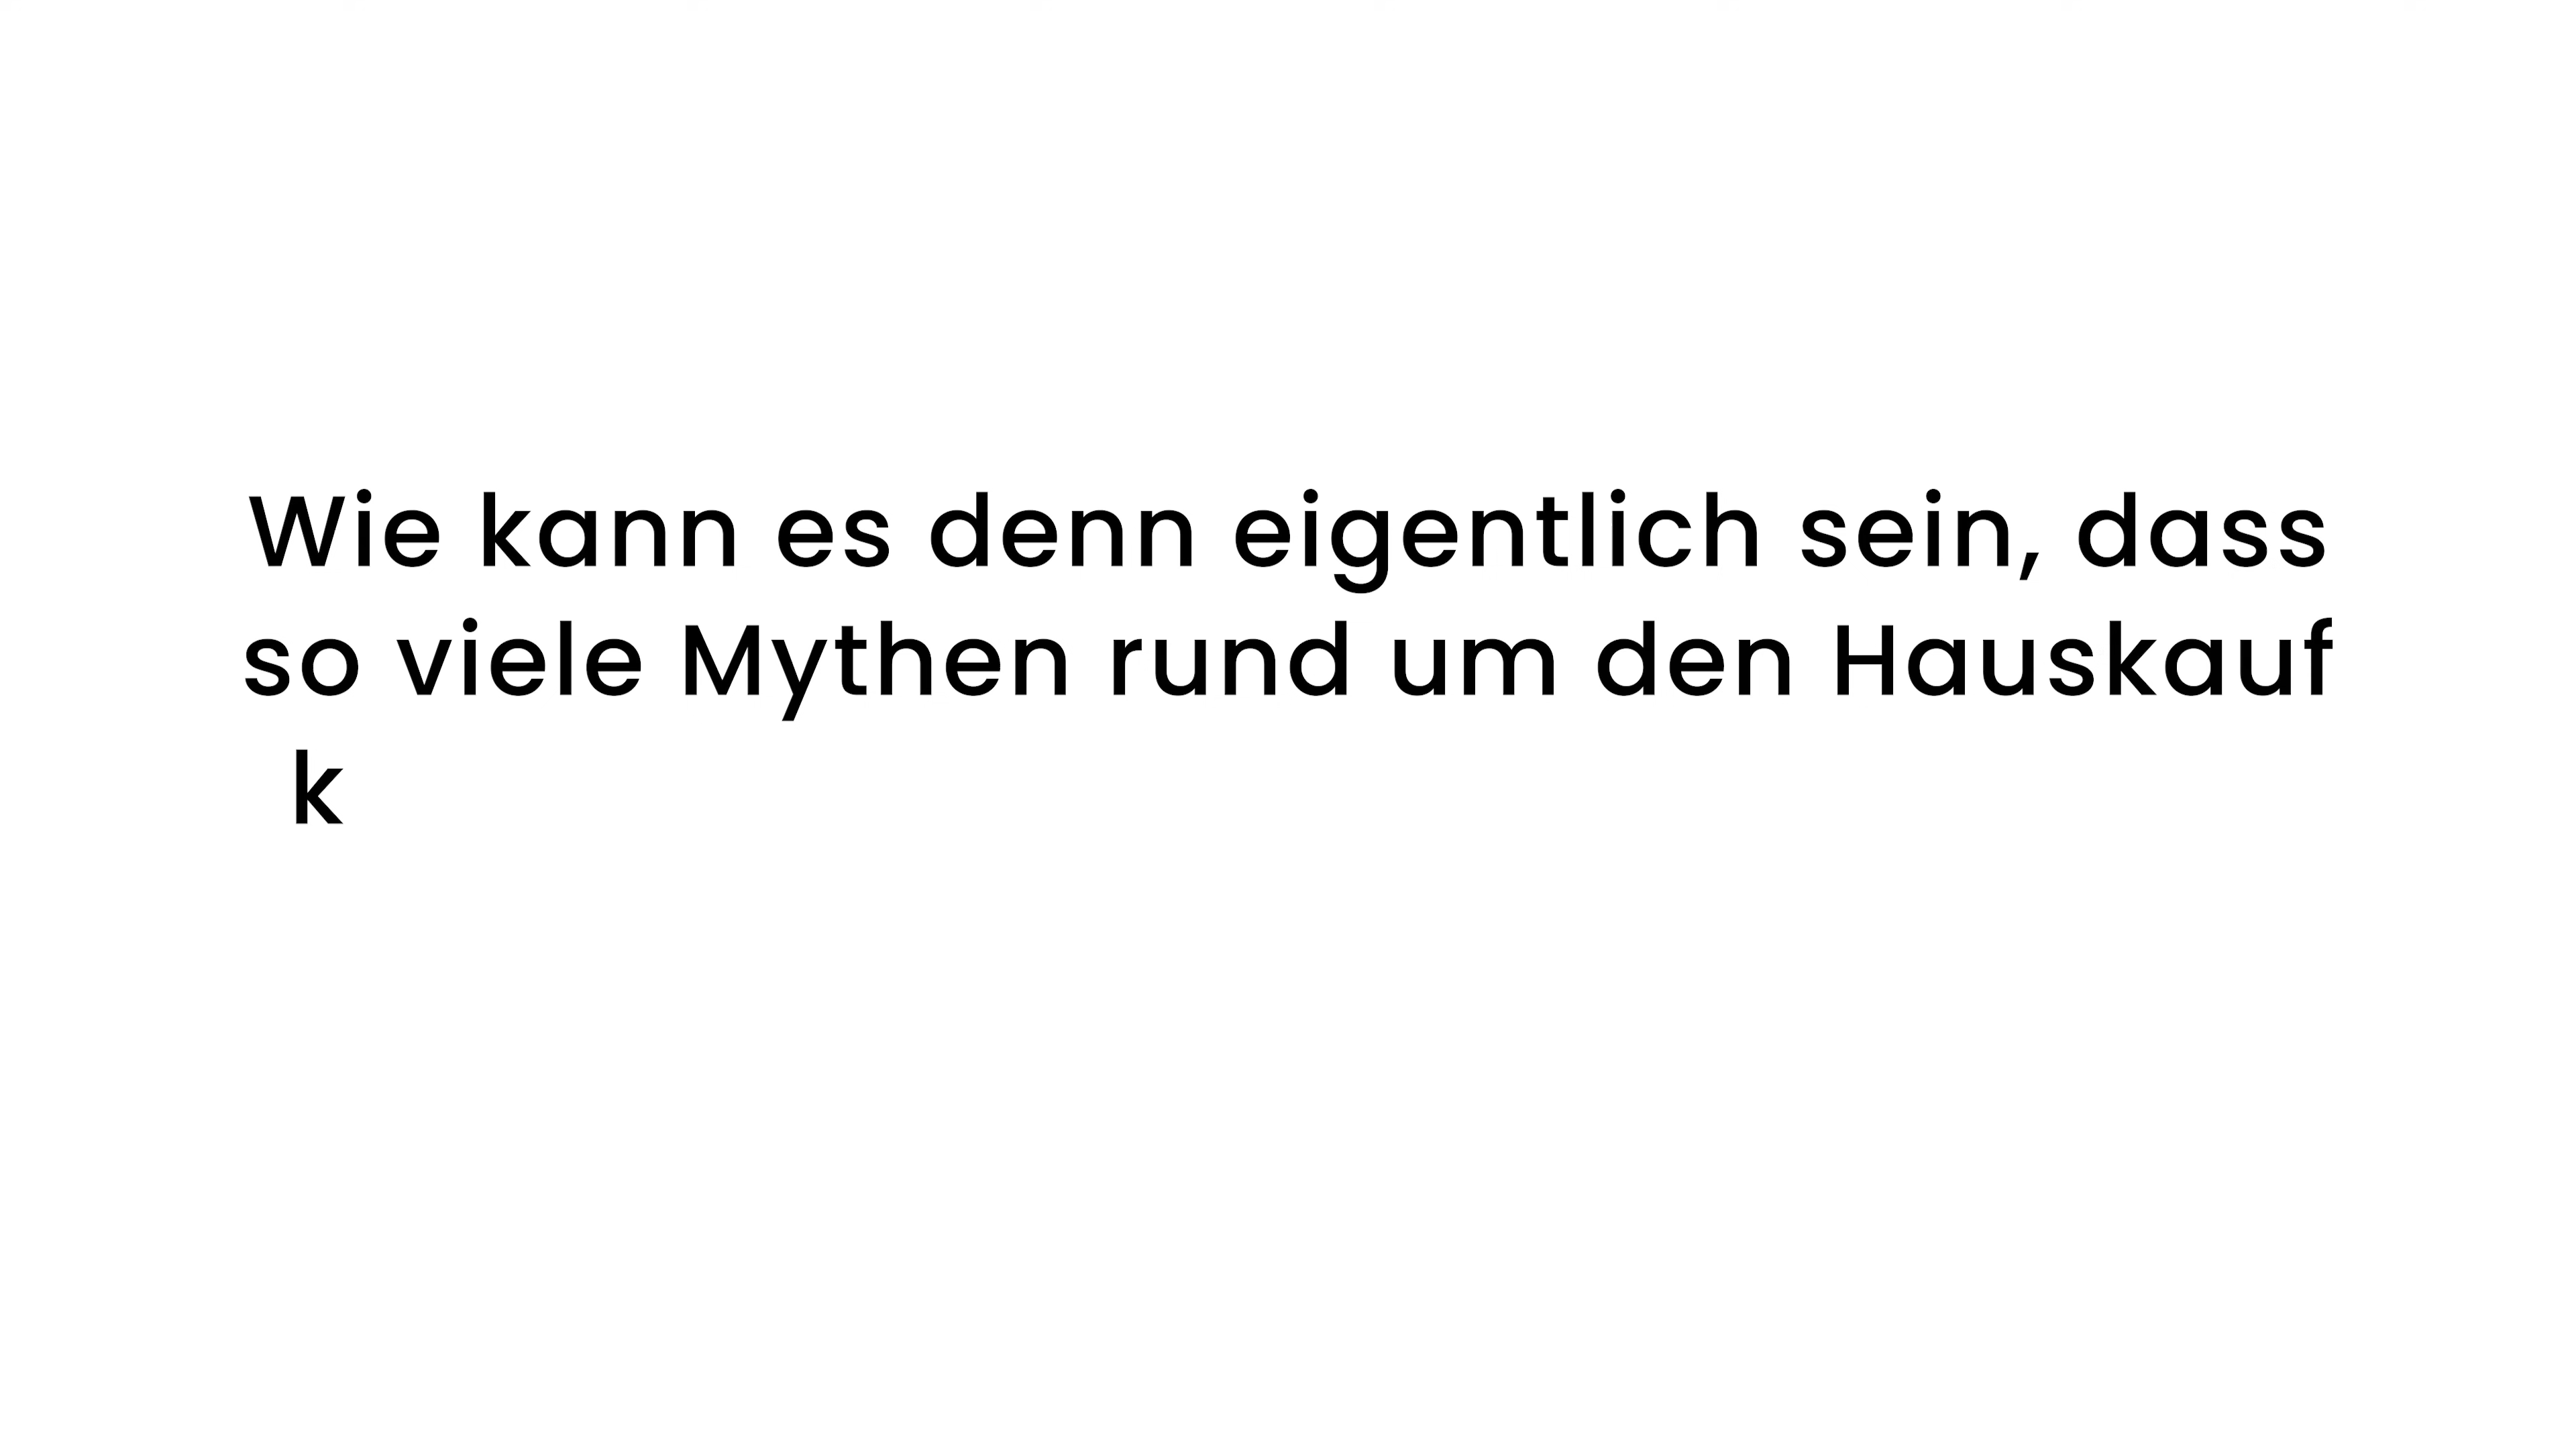 Wie kann es denn eigentlich sein, dass
so viele Mythen rund um den Hauskauf
k